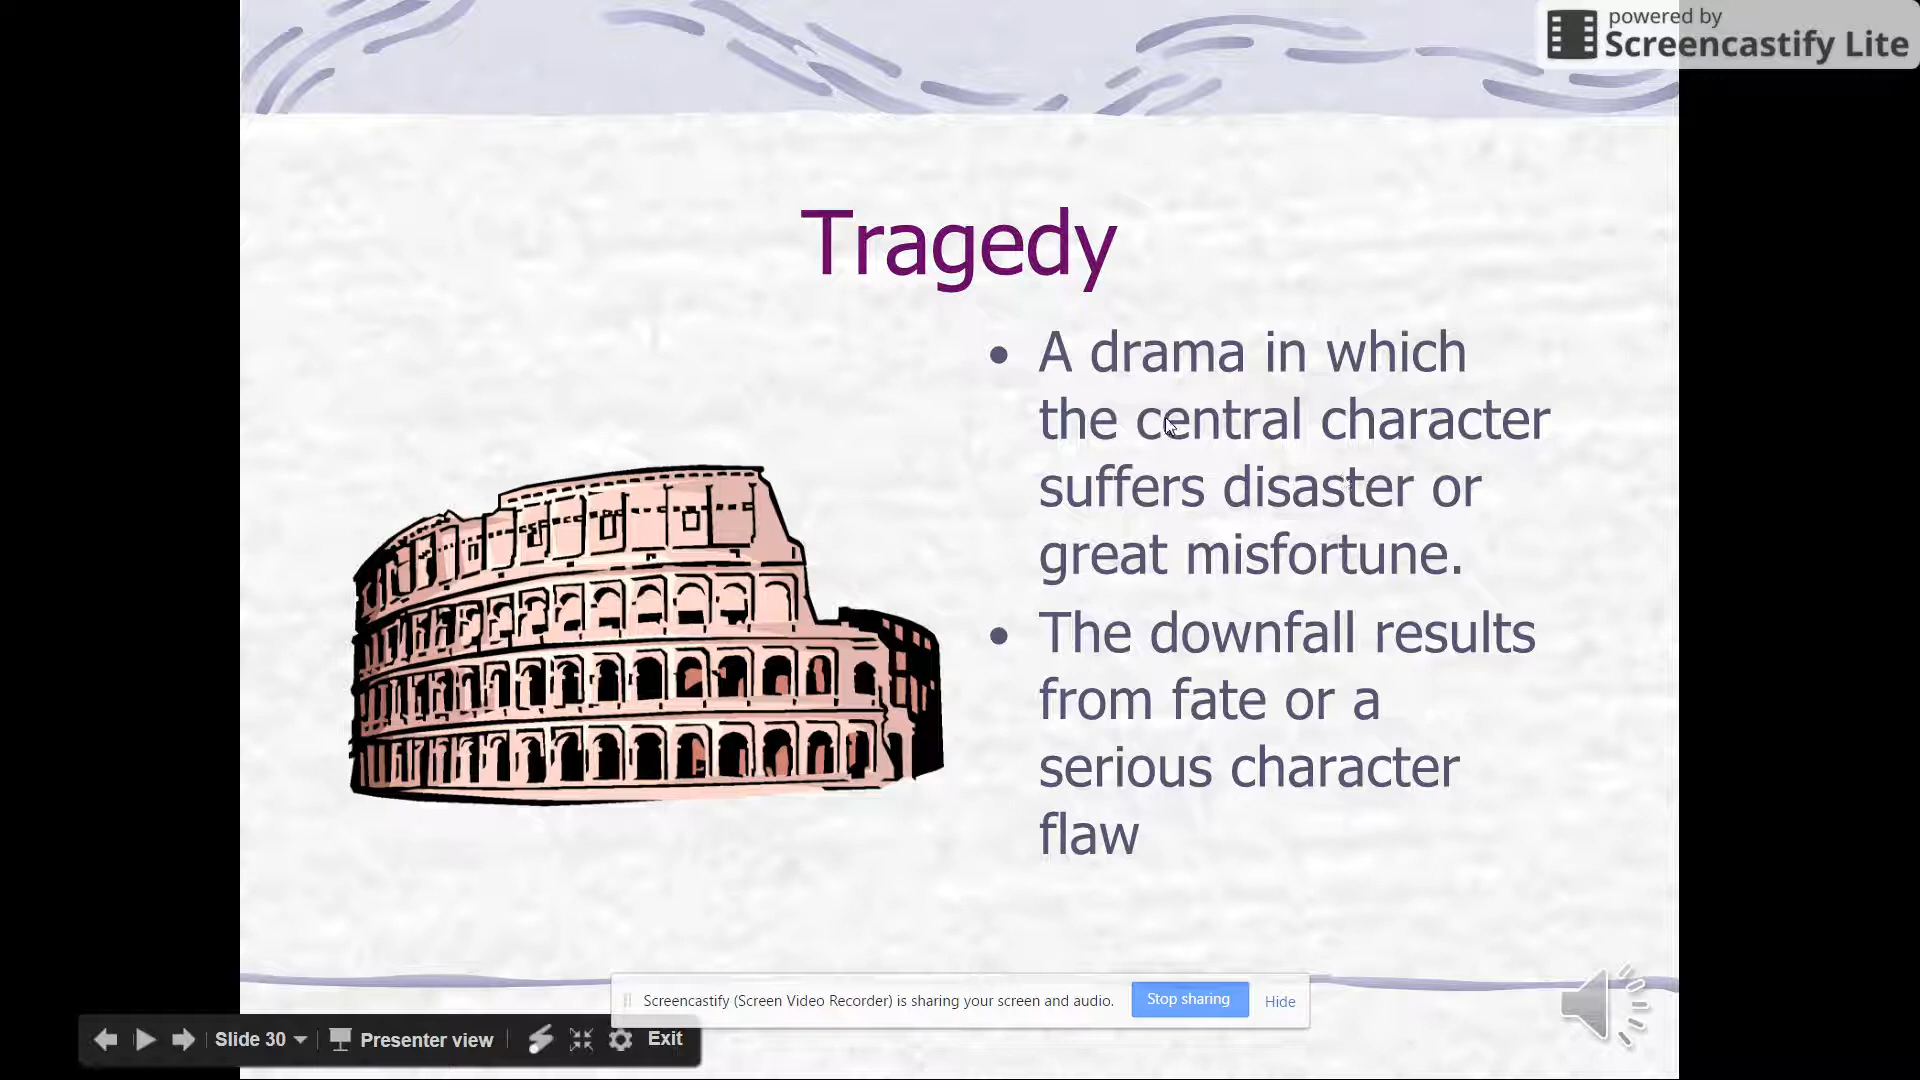 powered by
Screencastify Lite
Tragedy
• A drama in which
the central character
suffers disaster or
great misfortune.
• The downfall results
from fate or a
serious character
flaw
Screencastify (Screen Video Recorder) is sharing your screen and audio. Stop sharing Hide
Slide 30 Presenter view Exit